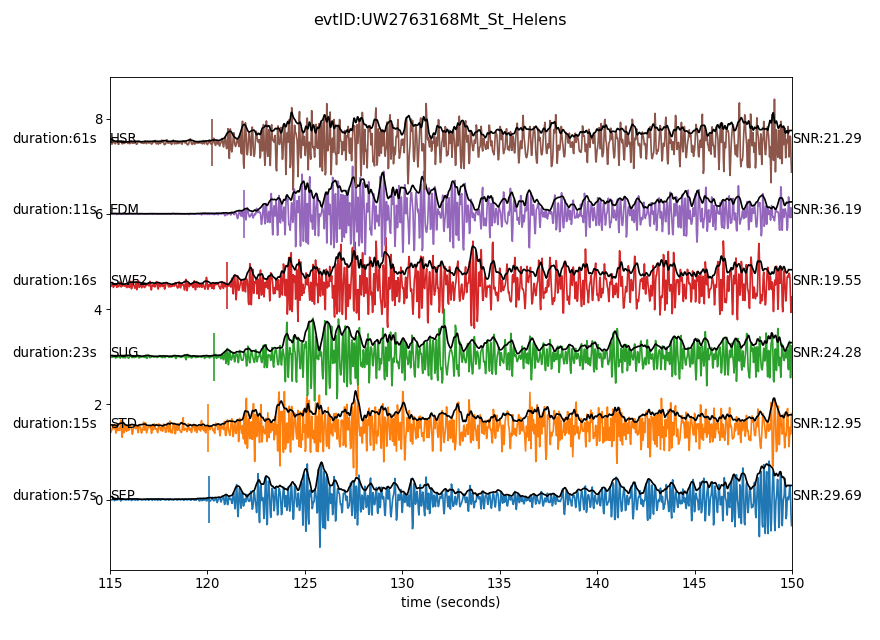 evtID:UW2763168Mt_St_Helens
8
duration:61s HSR SNR:21.29
duration:11s EDM SNR:36.19
6
duration:16s SWF2 SNR:19.55
4
duration:23s SUG SNR:24.28
2
duration:15s STD SNR:12.95
duration:57s SEP SNR:29.69
0
115 120 125 130 135 140 145 150
time (seconds)